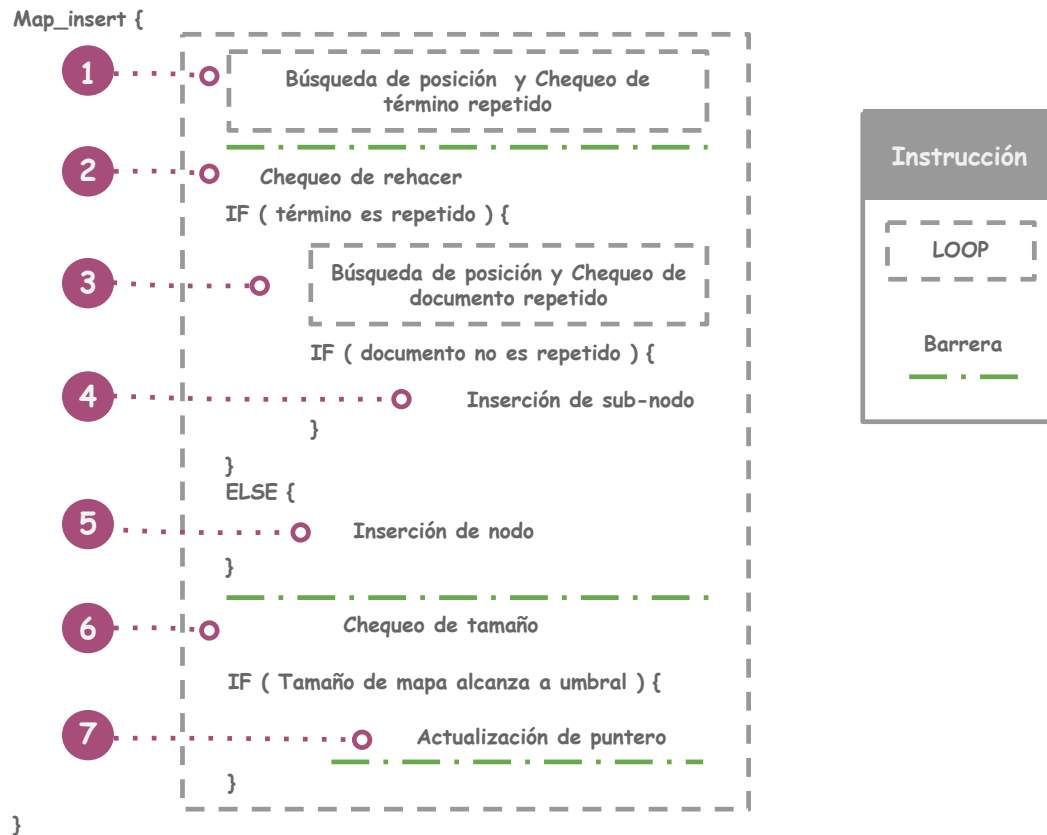 Map_insert {
1
Búsqueda de posición y Chequeo de
término repetido
2
Chequeo de rehacer
IF ( término es repetido ) {
3
Búsqueda de posición y Chequeo de
documento repetido
IF ( documento no es repetido ) {
4
Inserción de sub-nodo
}
}
ELSE {
5
Inserción de nodo
}
6
Chequeo de tamaño
IF ( Tamaño de mapa alcanza a umbral ) {
7
Actualización de puntero
}
}
Instrucción
LOOP
Barrera